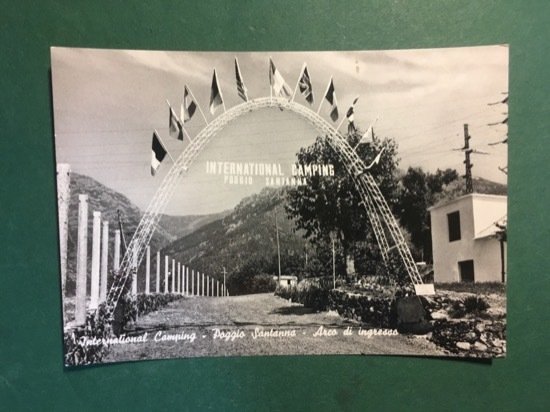 INTERNATIONAL CAMPING
POGGIO SANTANNA
International Camping - Poggio Santanna - Arco di ingresso